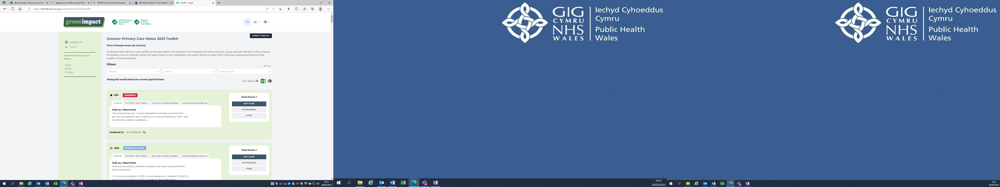 Behaviourally informed commun
Appraisals and Reviews As Main
ESR BI Interactive Dashboards -
ESR MSS BI Staff In Post Dashbo
Toolkit - local
https://toolkit.sos-uk.org/greenimpact/GrPCW/toolkit
greenimpact
Gofal Sylfaenol
Gwyrddach
Cymru
Greener
Primary
Care Wales
TA
SUBMIT TOOLKIT
Dashboard
Toolkit
Greener Primary Care
Wales
FAQs
About
Contact
Greener Primary Care Wales 2023 Toolkit
Team: Example team (do not join)
All the available actions in your toolkit can be seen below. Not all actions will necessarily be relevant to you, so you can use the filters to find and sort
the actions. You can also star actions for easy access on your dashboard, and assign actions to other team members (assigned actions will also
appear on the dashboard).
Filters
Starred
Theme
Status
Assigned To
Seeing 58 results based on current applied filters.
Sort: default
A01
Adaptation
Criteria
Further information
How you will be audited
Comments & evidence
FOR ALL PRACTICES
The practice has put in place adaptation action(s) to ensure their
service and patients are protected and avoid unnecessary harm due
to extreme weather conditions.
Total Points: 1
NOT DONE
IN PROGRESS
DONE
Assigned to: Huw Williams
A02
Buildings & Estates
Criteria
Further information
How you will be audited
Comments & evidence
FOR ALL PRACTICES
The practice adopts, wherever possible, the use of energy efficient
lighting options.
If this was completed in 2022, no new evidence is needed for 2023 to
gain 1 point providing a note is made in the evidence box
Total Points: 1
NOT DONE
IN PROGRESS
DONE
15:22
28/03/2023
GIG
CYMRU
NHS
WALES
Iechyd Cyhoeddus
Cymru
Public Health
Wales
15:22
28/03/2023
GIG
CYMRU
NHS
WALES
Iechyd Cyhoeddus
Cymru
Public Health
Wales
15:22
28/03/2023